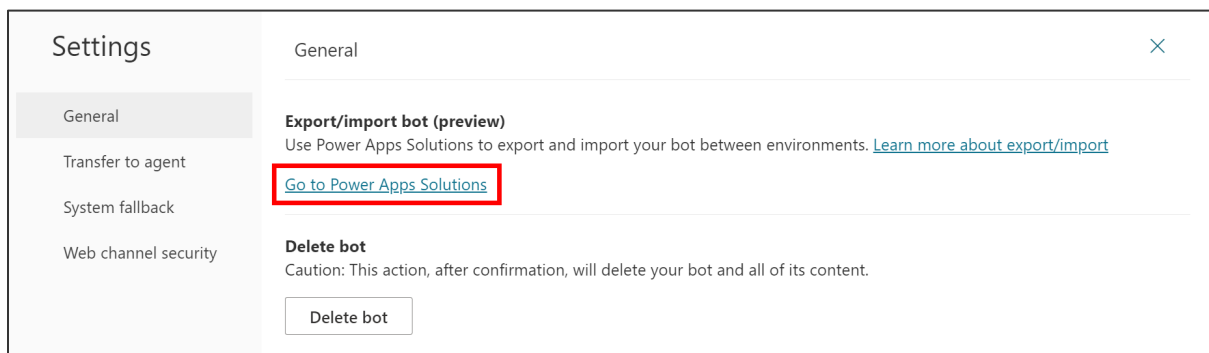 Settings
General
Transfer to agent
System fallback
Web channel security
General
Export/import bot (preview)
Use Power Apps Solutions to export and import your bot between environments. Learn more about export/import
Go to Power Apps Solutions
Delete bot
Caution: This action, after confirmation, will delete your bot and all of its content.
Delete bot